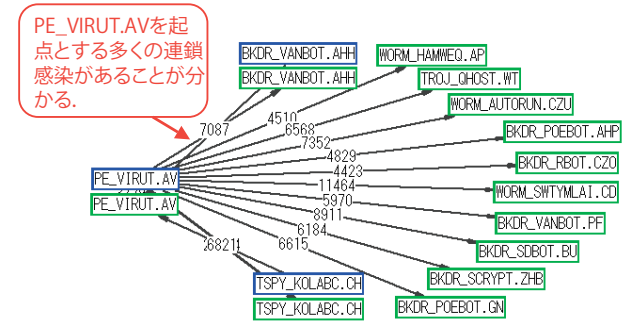 PE_VIRUT.AVを起
点とする多くの連鎖
感染があることが分
かる.
BKDR_VANBOT.AHH
BKDR_VANBOT.AHH
WORM_HAMWEQ.AP
TROJ_QHOST.WT
WORM_AUTORUN.CZU
BKDR_POEBOT.AHP
BKDR_RBOT.CZO
WORM_SWTYMLAI.CD
BKDR_VANBOT.PF
BKDR_SDBOT.BU
BKDR_SCRYPT.ZHB
BKDR_POEBOT.GN
7087
4510
6568
7352
4829
4423
11464
5970
8911
6184
6615
PE_VIRUT.AV
PE_VIRUT.AV
TSPY_KOLABC.CH
TSPY_KOLABC.CH